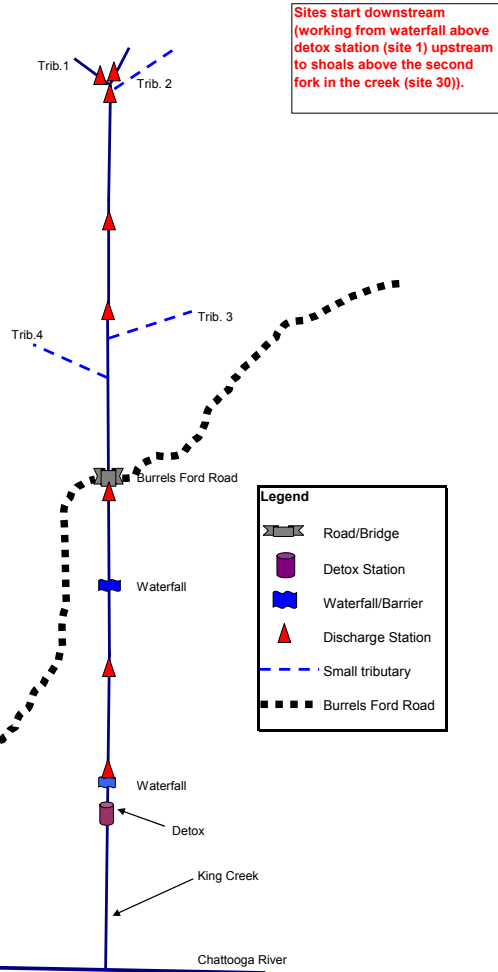 Sites start downstream
(working from waterfall above
detox station (site 1) upstream
to shoals above the second
fork in the creek (site 30)).
Trib.1
Trib. 2
Trib. 3
Trib.4
Burrels Ford Road
Legend
Road/Bridge
Detox Station
Waterfall/Barrier
Discharge Station
Small tributary
Burrels Ford Road
Waterfall
Waterfall
Detox
King Creek
Chattooga River